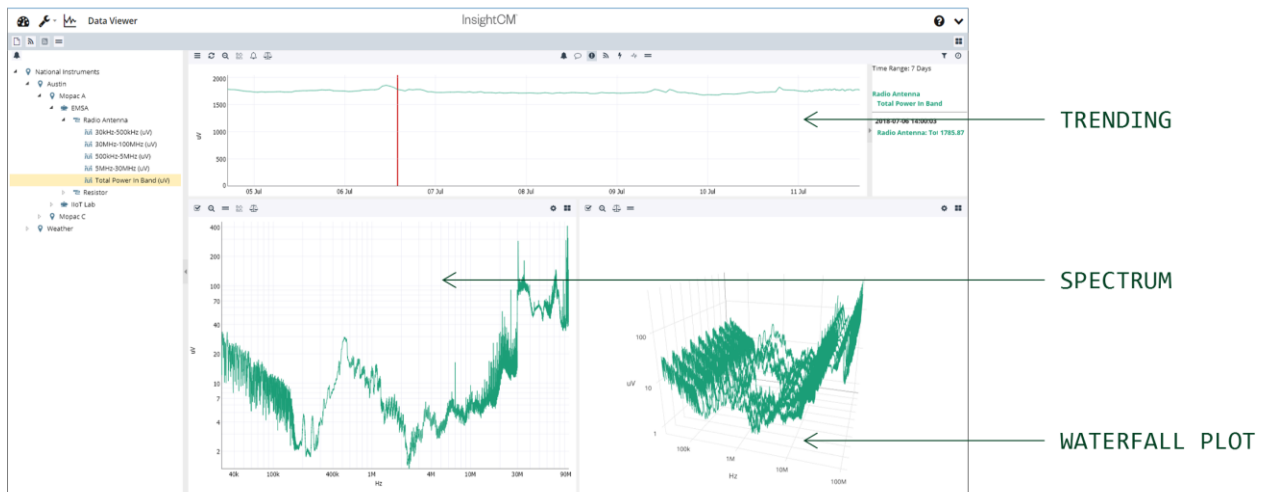 Data Viewer
InsightCM
National Instruments
Austin
Mopac A
EMSA
Radio Antenna
30kHz-500kHz (uV)
30MHz-100MHz (uV)
500kHz-5MHz (uV)
5MHz-30MHz (uV)
Total Power In Band (uV)
Resistor
IIoT Lab
Mopac C
Weather
2000
1500
1000
500
0
uV
05 Jul
06 Jul
07 Jul
08 Jul
09 Jul
10 Jul
11 Jul
Time Range: 7 Days
Radio Antenna
Total Power In Band
2018-07-06 14:00:03
Radio Antenna: To: 1785.87
TRENDING
400
200
100
70
40
20
10
7
4
2
uV
40k
100k
400k
1M
4M
10M
30M
90M
Hz
SPECTRUM
100
10
1
uV
100k
1M
10M
100M
Hz
WATERFALL PLOT